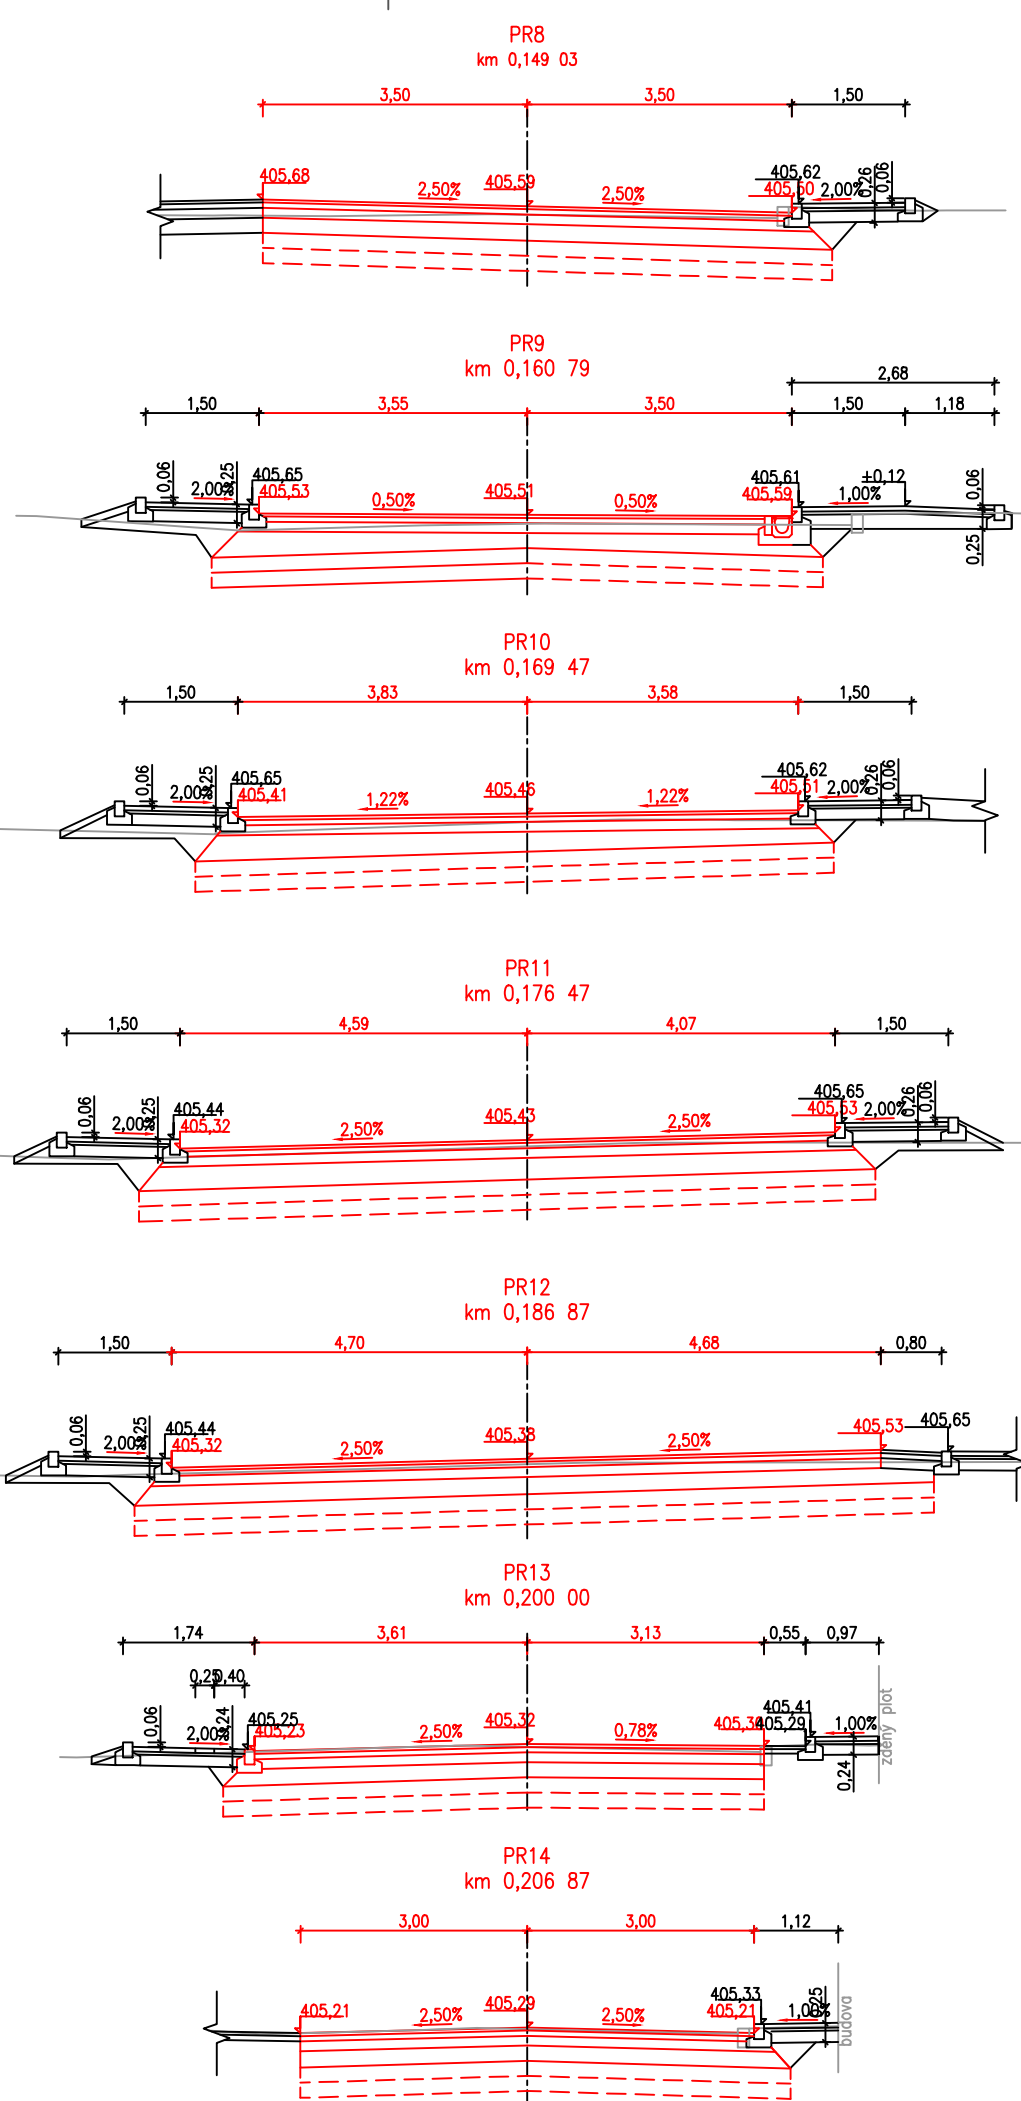 PR8
km 0,149 03
3,50 3,50 1,50
405,68 2,50% 405,59 2,50% 405,62 405,50 2,00% 0,26 0,06
PR9
km 0,160 79
2,68
1,50 3,55 3,50 1,50 1,18
0,06 2,00% 405,65 405,53 0,50% 405,51 0,50% 405,61 405,59 ±0,12 1,00% 0,06
0,25
PR10
km 0,169 47
1,50 3,83 3,58 1,50
0,06 2,00% 405,65 405,41 1,22% 405,46 1,22% 405,62 405,51 2,00% 0,26 0,06
PR11
km 0,176 47
1,50 4,59 4,07 1,50
0,06 2,00% 0,25 405,44 405,32 2,50% 405,43 2,50% 405,65 405,53 2,00% 0,26 0,06
PR12
km 0,186 87
1,50 4,70 4,68 0,80
0,06 2,00% 0,25 405,44 405,32 2,50% 405,38 2,50% 405,53 405,65
PR13
km 0,200 00
1,74 3,61 3,13 0,55 0,97
0,25 0,40
0,06 2,00% 0,24 405,25 405,23 2,50% 405,32 0,78% 405,41 405,29 1,00%
0,24
zděný plot
PR14
km 0,206 87
3,00 3,00 1,12
405,21 2,50% 405,29 2,50% 405,33 405,21 1,00% 0,25
budova